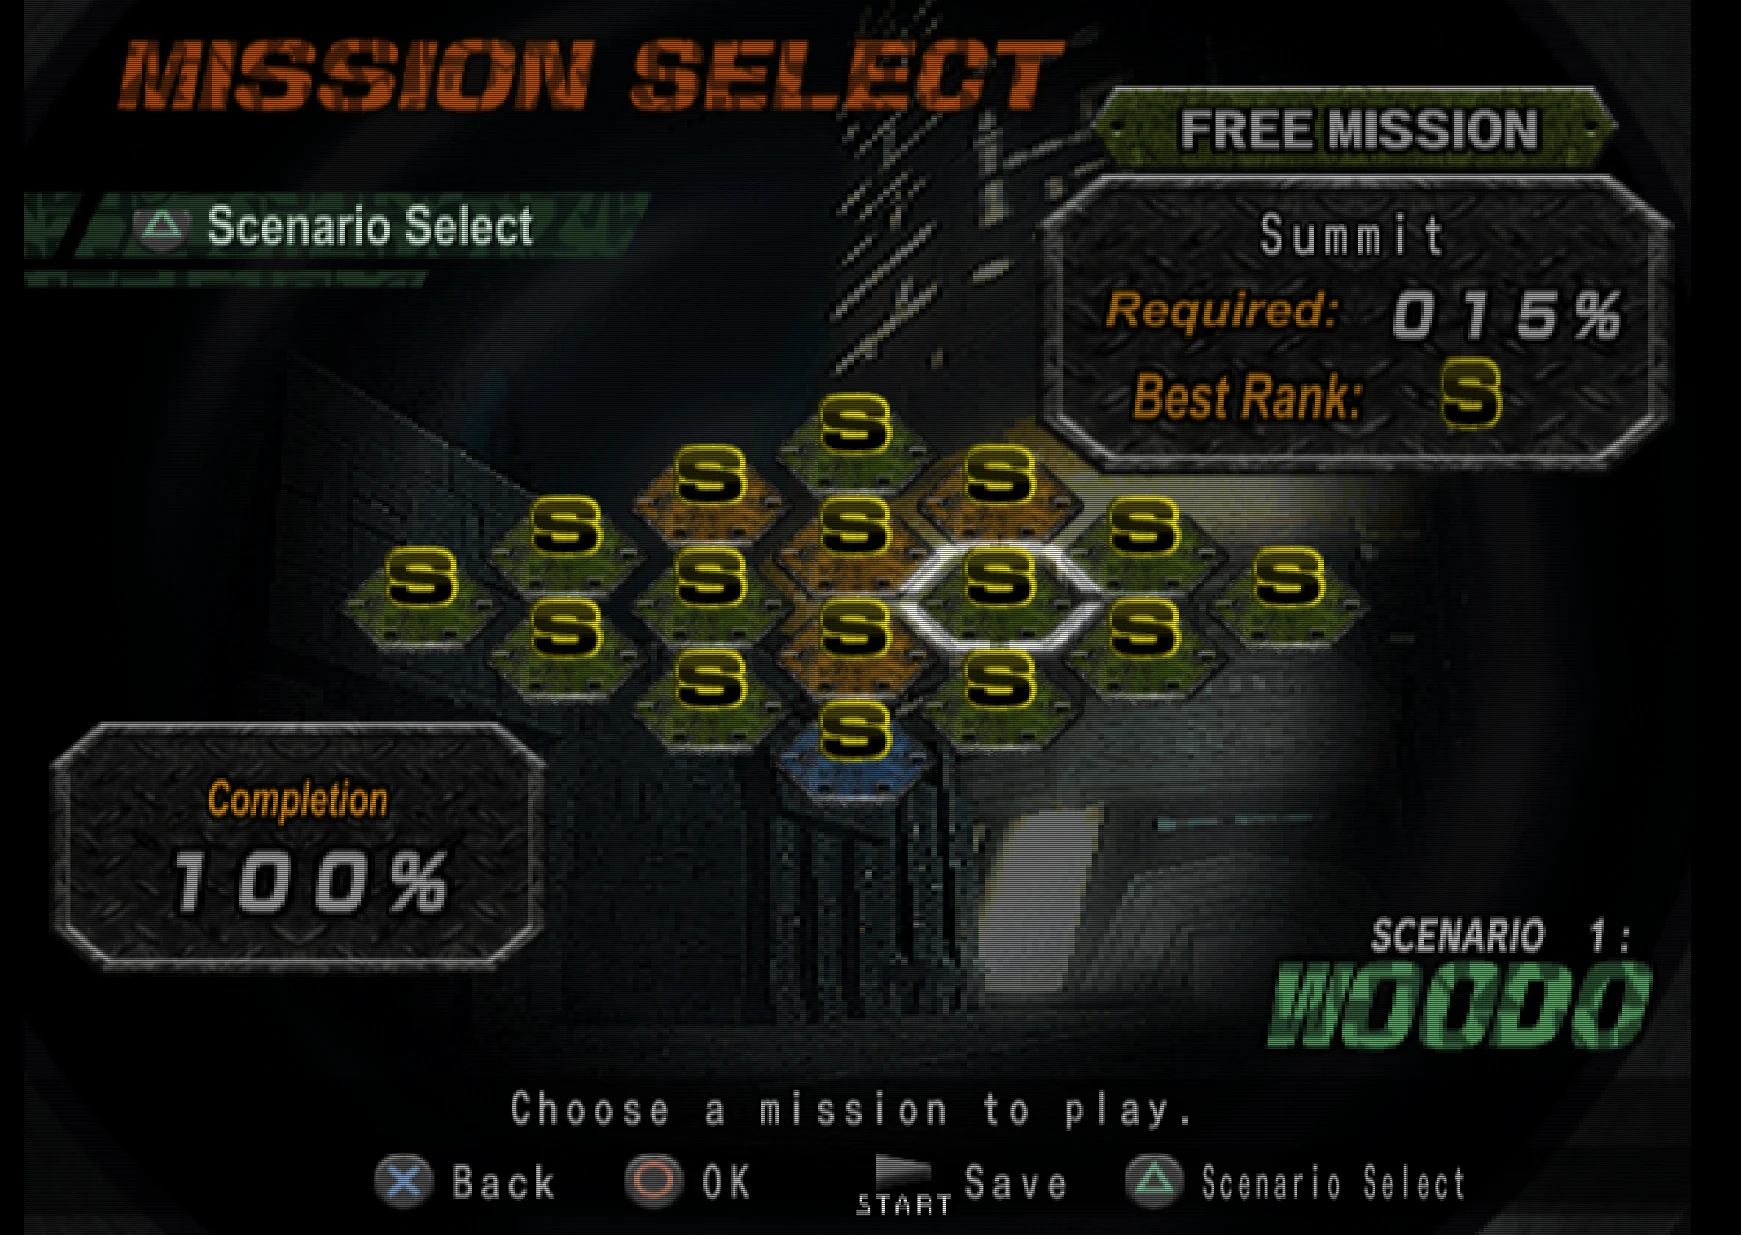 MISSION SELECT
FREE MISSION
Scenario Select
Summit
Required: 015%
Best Rank: S
S
S S
S S S
S S S S
S S S
S S
S
Completion
100%
SCENARIO 1:
WOODO
Choose a mission to play.
Back OK START Save Scenario Select